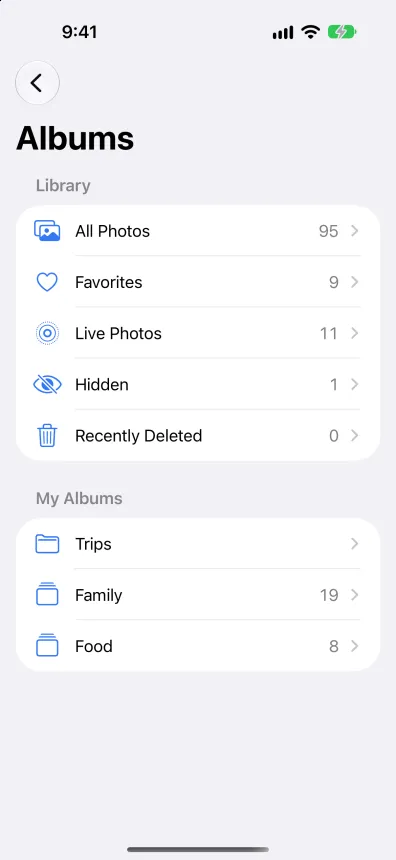 9:41
Albums
Library
All Photos 95
Favorites 9
Live Photos 11
Hidden 1
Recently Deleted 0
My Albums
Trips
Family 19
Food 8